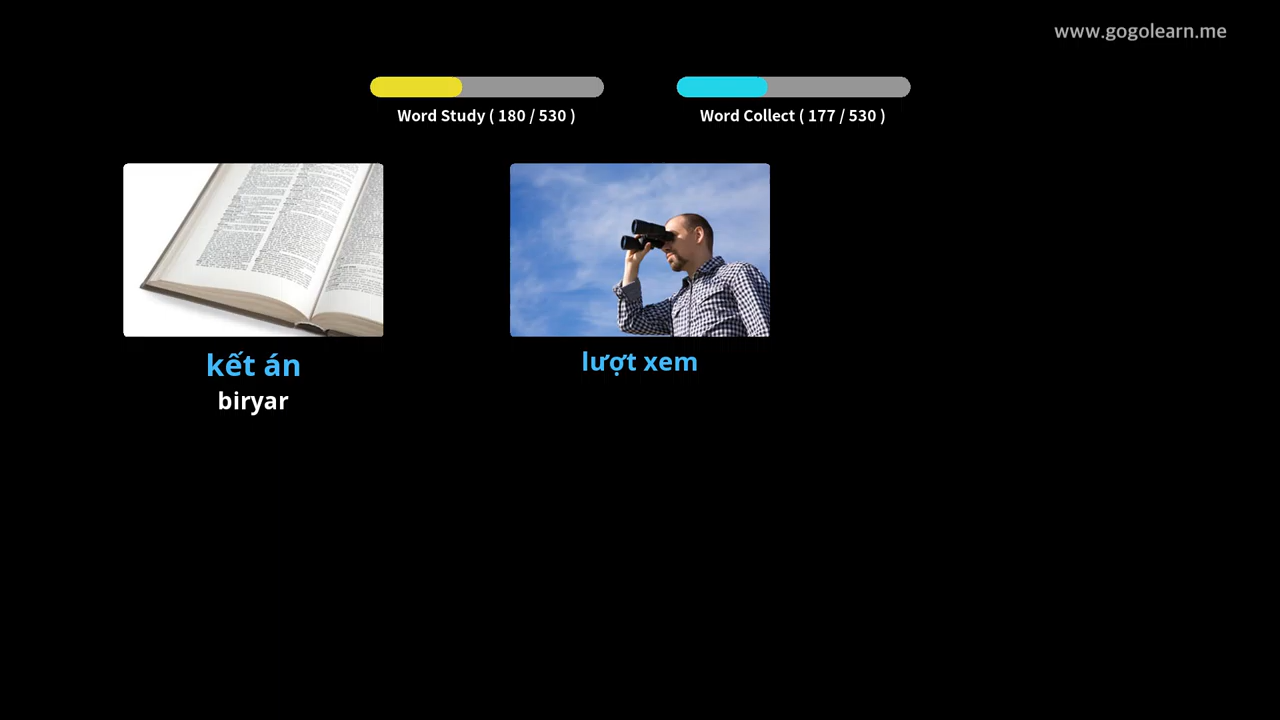 www.gogolearn.me
Word Study ( 180 / 530 )
Word Collect ( 177 / 530 )
kết án
biryar
lượt xem